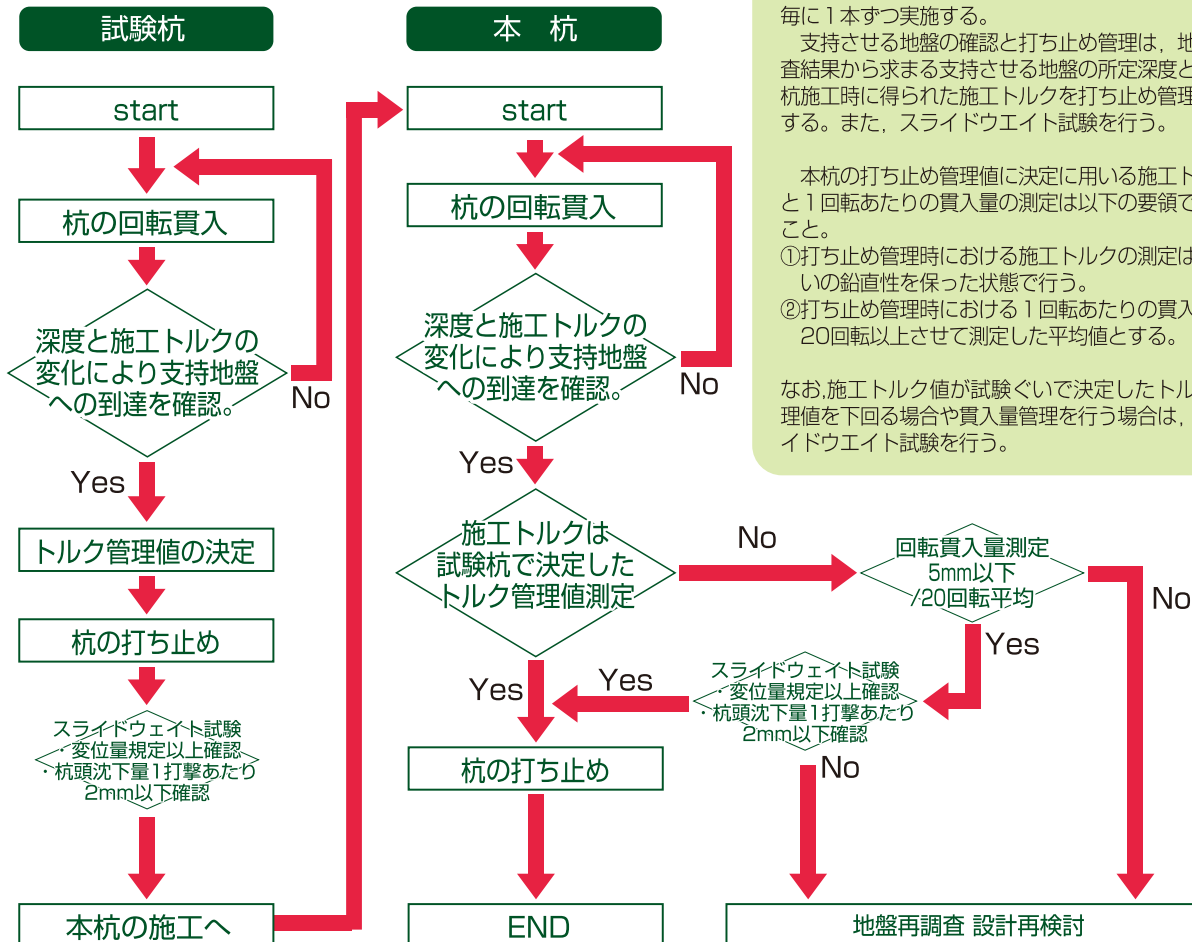 試験杭
start
杭の回転貫入
深度と施工トルクの
変化により支持地盤
への到達を確認。
No
Yes
トルク管理値の決定
杭の打ち止め
スライドウェイト試験
・変位量規定以上確認
・杭頭沈下量1打撃あたり
2mm以下確認
本杭の施工へ
本 杭
start
杭の回転貫入
深度と施工トルクの
変化により支持地盤
への到達を確認。
No
Yes
施工トルクは
試験杭で決定した
トルク管理値測定
No
Yes
回転貫入量測定
5mm以下
/20回転平均
No
Yes
スライドウェイト試験
・変位量規定以上確認
・杭頭沈下量1打撃あたり
2mm以下確認
Yes
No
杭の打ち止め
END
地盤再調査 設計再検討
毎に1本ずつ実施する。
支持させる地盤の確認と打ち止め管理は，地
査結果から求まる支持させる地盤の所定深度と
杭施工時に得られた施工トルクを打ち止め管理
する。また，スライドウエイト試験を行う。
本杭の打ち止め管理値に決定に用いる施工ト
と1回転あたりの貫入量の測定は以下の要領で
こと。
①打ち止め管理時における施工トルクの測定は
いの鉛直性を保った状態で行う。
②打ち止め管理時における1回転あたりの貫入
20回転以上させて測定した平均値とする。
なお,施工トルク値が試験ぐいで決定したトル
理値を下回る場合や貫入量管理を行う場合は，
イドウエイト試験を行う。